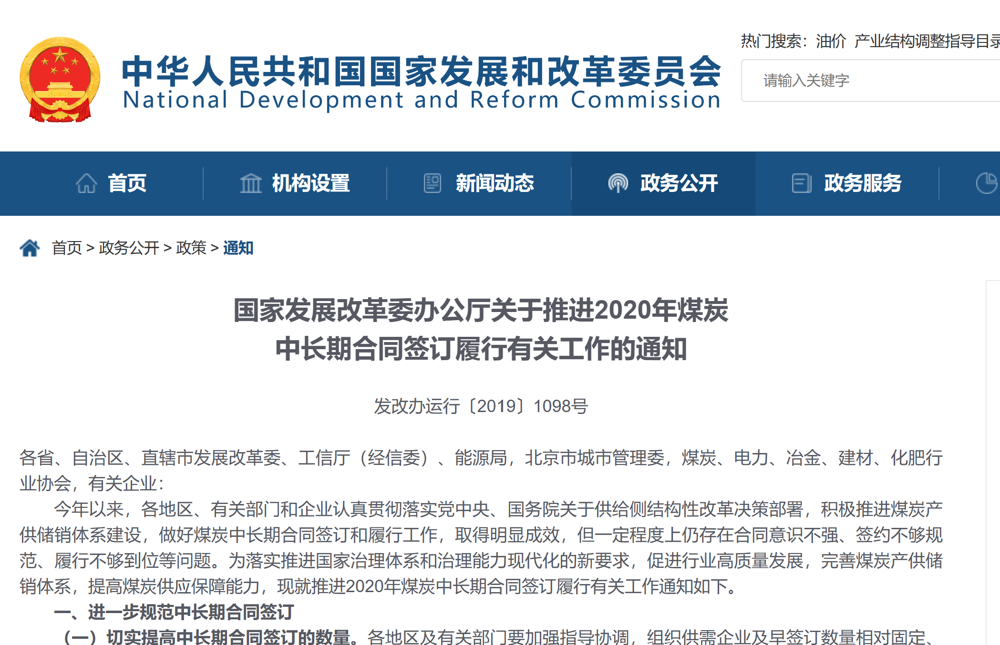 热门搜索：油价 产业结构调整指导目录
中华人民共和国国家发展和改革委员会
National Development and Reform Commission
请输入关键字
首页 机构设置 新闻动态 政务公开 政务服务
首页 > 政务公开 > 政策 > 通知
国家发展改革委办公厅关于推进2020年煤炭
中长期合同签订履行有关工作的通知
发改办运行〔2019〕1098号
各省、自治区、直辖市发展改革委、工信厅（经信委）、能源局，北京市城市管理委，煤炭、电力、冶金、建材、化肥行
业协会，有关企业：
今年以来，各地区、有关部门和企业认真贯彻落实党中央、国务院关于供给侧结构性改革决策部署，积极推进煤炭产
供储销体系建设，做好煤炭中长期合同签订和履行工作，取得明显成效，但一定程度上仍存在合同意识不强、签约不够规
范、履行不够到位等问题。为落实推进国家治理体系和治理能力现代化的新要求，促进行业高质量发展，完善煤炭产供储
销体系，提高煤炭供应保障能力，现就推进2020年煤炭中长期合同签订履行有关工作通知如下。
一、进一步规范中长期合同签订
（一）切实提高中长期合同签订的数量。各地区及有关部门要加强指导协调，组织供需企业及早签订数量相对固定、